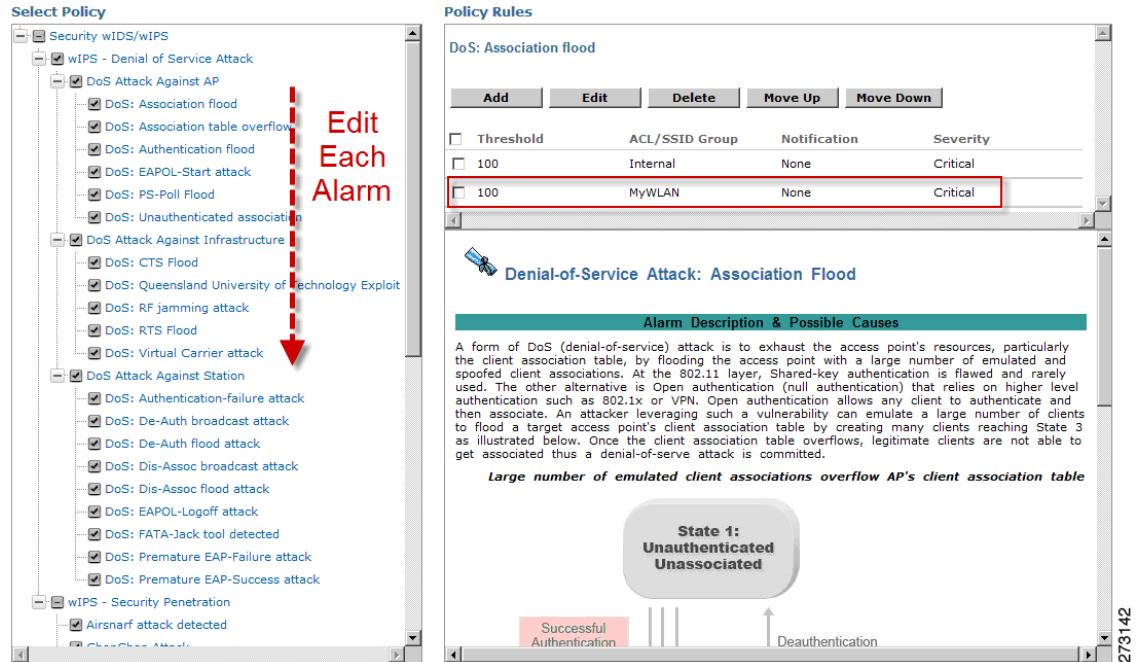 Select Policy
Security wIDS/wIPS
wIPS - Denial of Service Attack
DoS Attack Against AP
DoS: Association flood
DoS: Association table overflow
DoS: Authentication flood
DoS: EAPOL-Start attack
DoS: PS-Poll Flood
DoS: Unauthenticated association
DoS Attack Against Infrastructure
DoS: CTS Flood
DoS: Queensland University of Technology Exploit
DoS: RF jamming attack
DoS: RTS Flood
DoS: Virtual Carrier attack
DoS Attack Against Station
DoS: Authentication-failure attack
DoS: De-Auth broadcast attack
DoS: De-Auth flood attack
DoS: Dis-Assoc broadcast attack
DoS: Dis-Assoc flood attack
DoS: EAPOL-Logoff attack
DoS: FATA-Jack tool detected
DoS: Premature EAP-Failure attack
DoS: Premature EAP-Success attack
wIPS - Security Penetration
Airsnarf attack detected
ChopChop Attack
Edit
Each
Alarm
Policy Rules
DoS: Association flood
Add Edit Delete Move Up Move Down
Threshold ACL/SSID Group Notification Severity
100 Internal None Critical
100 MyWLAN None Critical
Denial-of-Service Attack: Association Flood
Alarm Description & Possible Causes
A form of DoS (denial-of-service) attack is to exhaust the access point's resources, particularly
the client association table, by flooding the access point with a large number of emulated and
spoofed client associations. At the 802.11 layer, Shared-key authentication is flawed and rarely
used. The other alternative is Open authentication (null authentication) that relies on higher level
authentication such as 802.1x or VPN. Open authentication allows any client to authenticate and
then associate. An attacker leveraging such a vulnerability can emulate a large number of clients
to flood a target access point's client association table by creating many clients reaching State 3
as illustrated below. Once the client association table overflows, legitimate clients are not able to
get associated thus a denial-of-serve attack is committed.
Large number of emulated client associations overflow AP's client association table
State 1:
Unauthenticated
Unassociated
Successful
Authentication
Deauthentication
273142